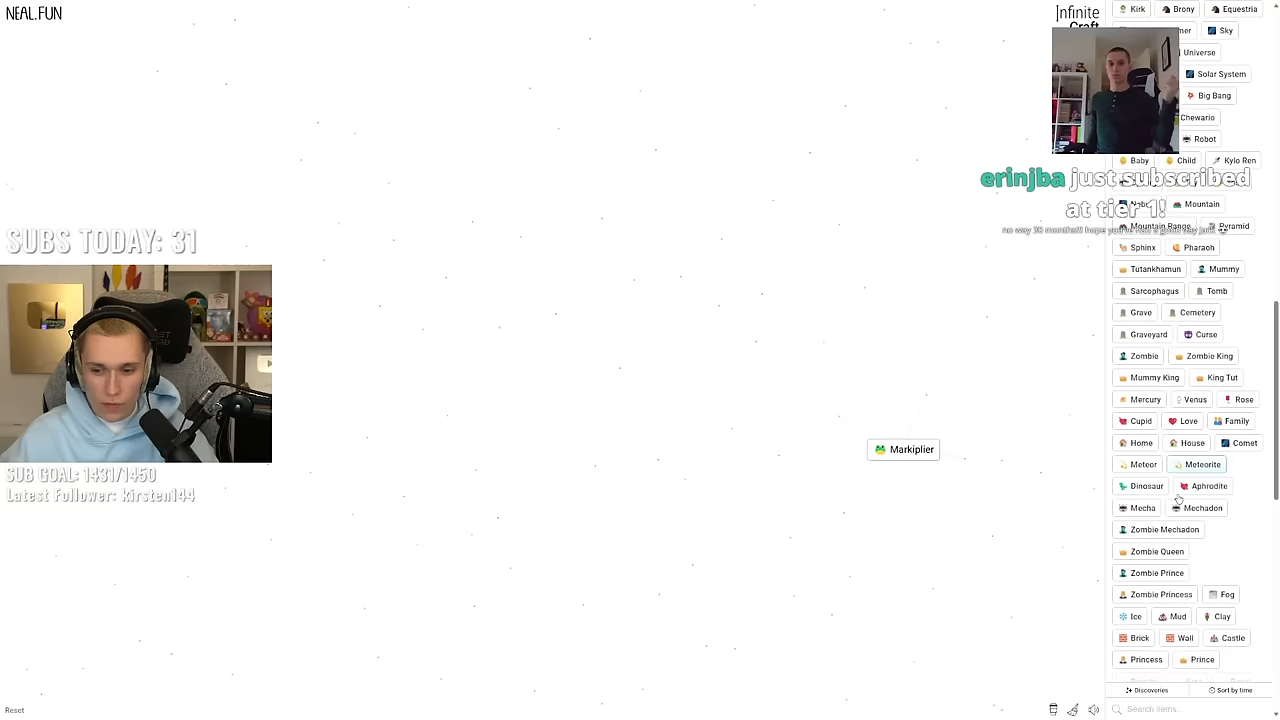 NEAL.FUN
Infinite
Craft
Kirk Brony Equestria
Sky
Universe
Solar System
Big Bang
Chewario
Robot
Baby Child Kylo Ren
erinjba just subscribed
at tier 1!
Mountain
Mountain Range Pyramid
SUBS TODAY: 31
Sphinx Pharaoh
Tutankhamun Mummy
Sarcophagus Tomb
Grave Cemetery
Graveyard Curse
Zombie Zombie King
Mummy King King Tut
Mercury Venus Rose
Cupid Love Family
Home House Comet
Markiplier
Meteor Meteorite
SUB GOAL: 1431/1450
Latest Follower: kirsten144
Dinosaur Aphrodite
Mecha Mechadon
Zombie Mechadon
Zombie Queen
Zombie Prince
Zombie Princess Fog
Ice Mud Clay
Brick Wall Castle
Princess Prince
Discoveries Sort by time
Reset
Search items...